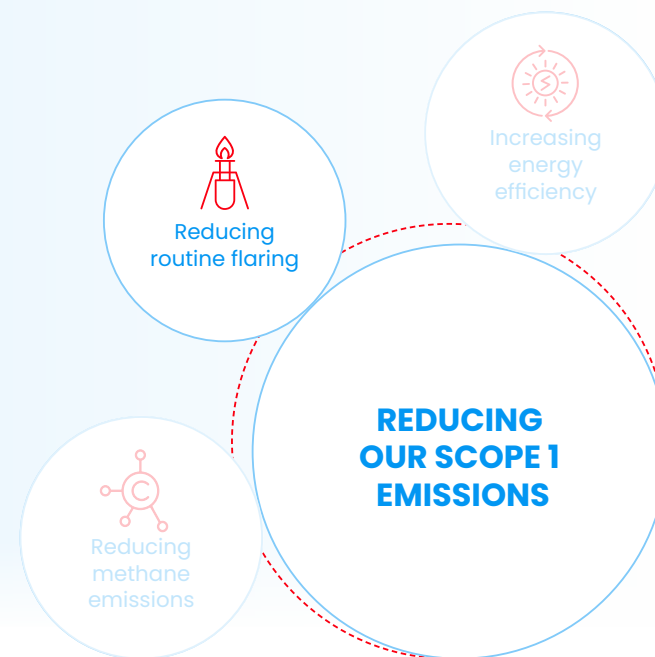 Increasing
energy
efficiency
Reducing
routine flaring
REDUCING
OUR SCOPE 1
EMISSIONS
C
Reducing
methane
emissions